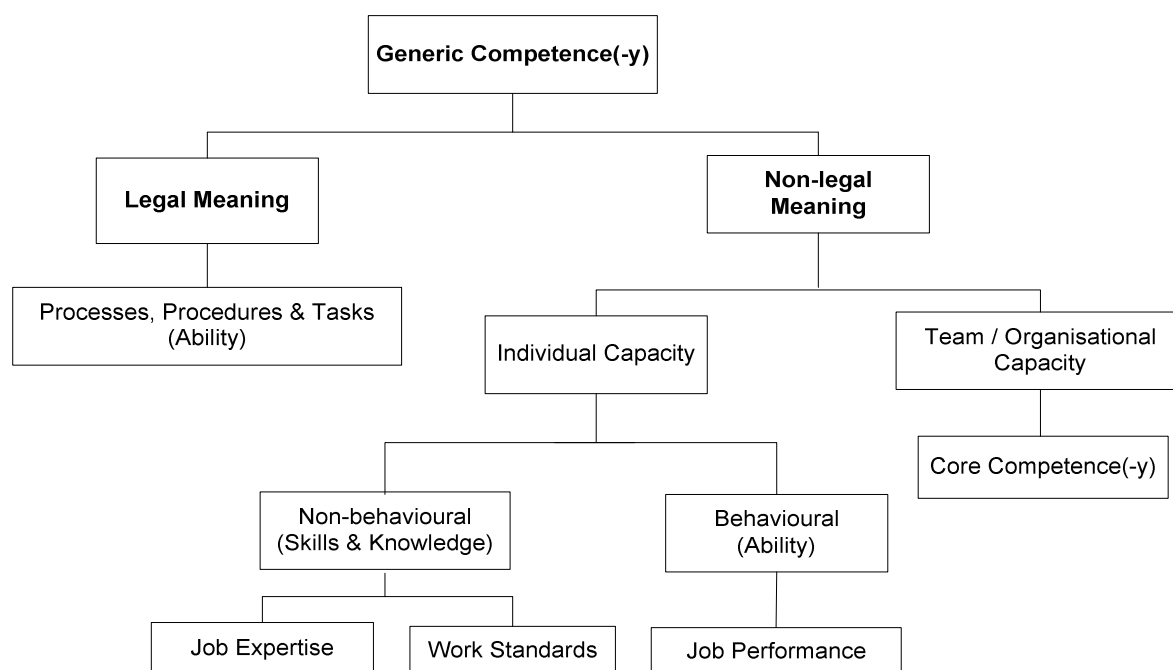 Generic Competence(-y)
Legal Meaning
Non-legal
Meaning
Processes, Procedures & Tasks
(Ability)
Individual Capacity
Team / Organisational
Capacity
Core Competence(-y)
Non-behavioural
(Skills & Knowledge)
Behavioural
(Ability)
Job Expertise
Work Standards
Job Performance